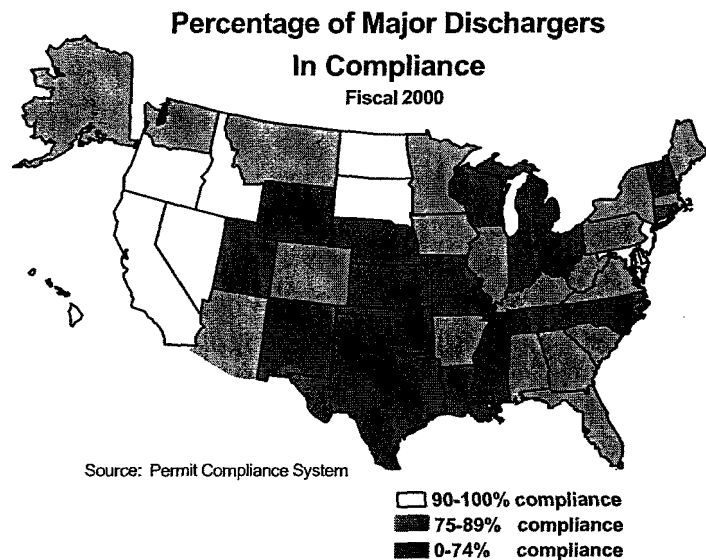 Percentage of Major Dischargers
In Compliance
Fiscal 2000
Source: Permit Compliance System
90-100% compliance
75-89% compliance
0-74% compliance